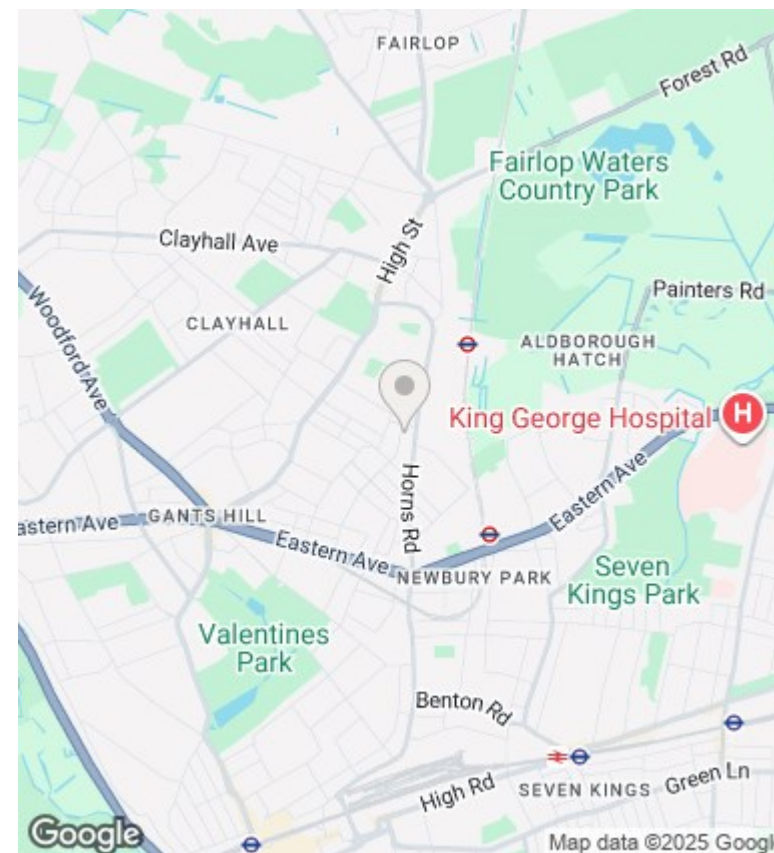 FAIRLOP
Forest Rd
Fairlop Waters
Country Park
High St
Clayhall Ave
Painters Rd
Woodford Ave
CLAYHALL
ALDBOROUGH
HATCH
King George Hospital
H
Horns Rd
Eastern Ave
astern Ave
GANTS HILL
Eastern Ave
NEWBURY PARK
Seven
Kings Park
Valentines
Park
Benton Rd
High Rd
SEVEN KINGS
Green Ln
Google
Map data ©2025 Googl